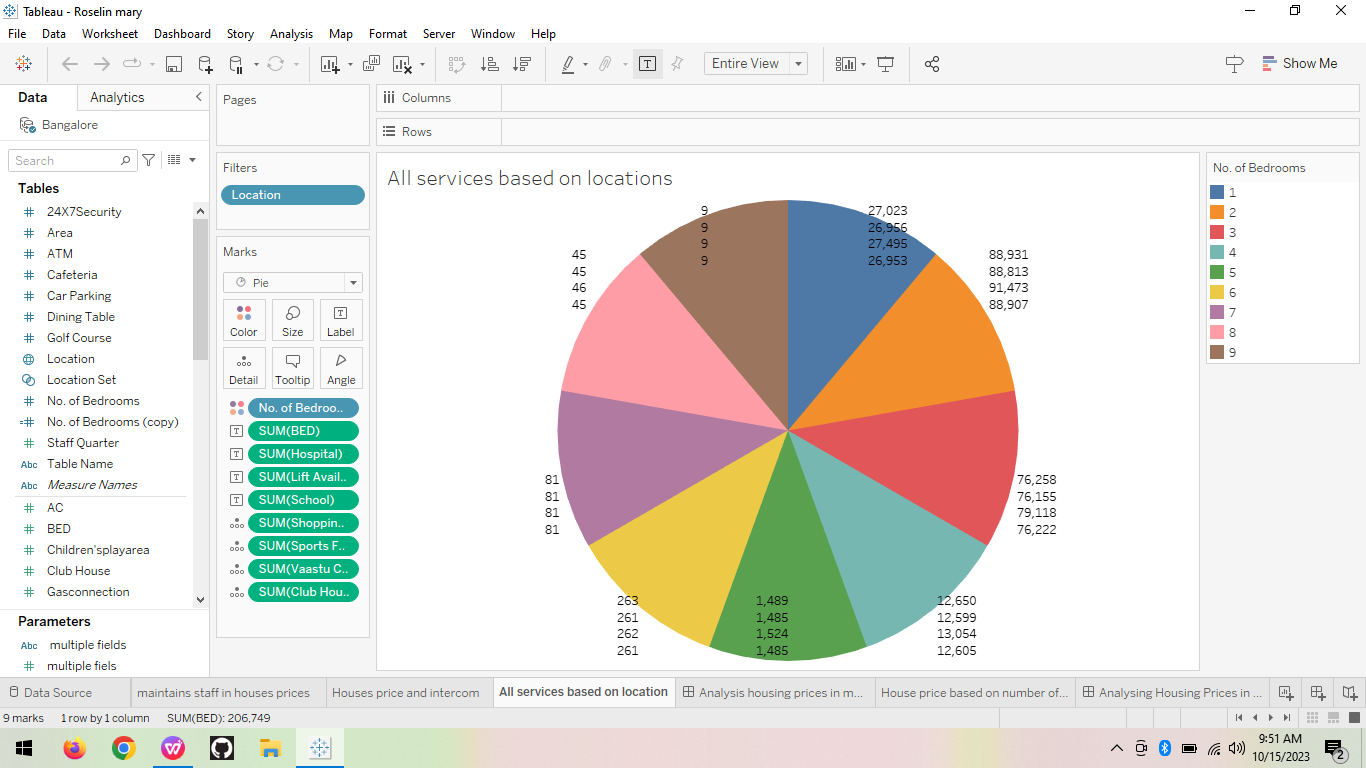 Tableau - Roselin mary
File Data Worksheet Dashboard Story Analysis Map Format Server Window Help
Entire View
Show Me
Data Analytics
Bangalore
Search
Tables
24X7Security
Area
ATM
Cafeteria
Car Parking
Dining Table
Golf Course
Location
Location Set
No. of Bedrooms
No. of Bedrooms (copy)
Staff Quarter
Abc Table Name
Abc Measure Names
AC
BED
Children'splayarea
Club House
Gasconnection
Parameters
Abc multiple fields
multiple fiels
Pages
Filters
Location
Marks
Pie
Color Size Label
Detail Tooltip Angle
No. of Bedroo..
SUM(BED)
SUM(Hospital)
SUM(Lift Avail..
SUM(School)
SUM(Shoppin..
SUM(Sports F..
SUM(Vaastu C..
SUM(Club Hou..
Columns
Rows
All services based on locations
27,023
26,956
27,495
26,953
88,931
88,813
91,473
88,907
76,258
76,155
79,118
76,222
12,650
12,599
13,054
12,605
1,489
1,485
1,524
1,485
263
261
262
261
81
81
81
81
45
45
46
45
9
9
9
9
No. of Bedrooms
1
2
3
4
5
6
7
8
9
Data Source maintains staff in houses prices Houses price and intercom All services based on location Analysis housing prices in m... House price based on number of... Analysing Housing Prices in ...
9 marks 1 row by 1 column SUM(BED): 206,749
9:51 AM
10/15/2023
2